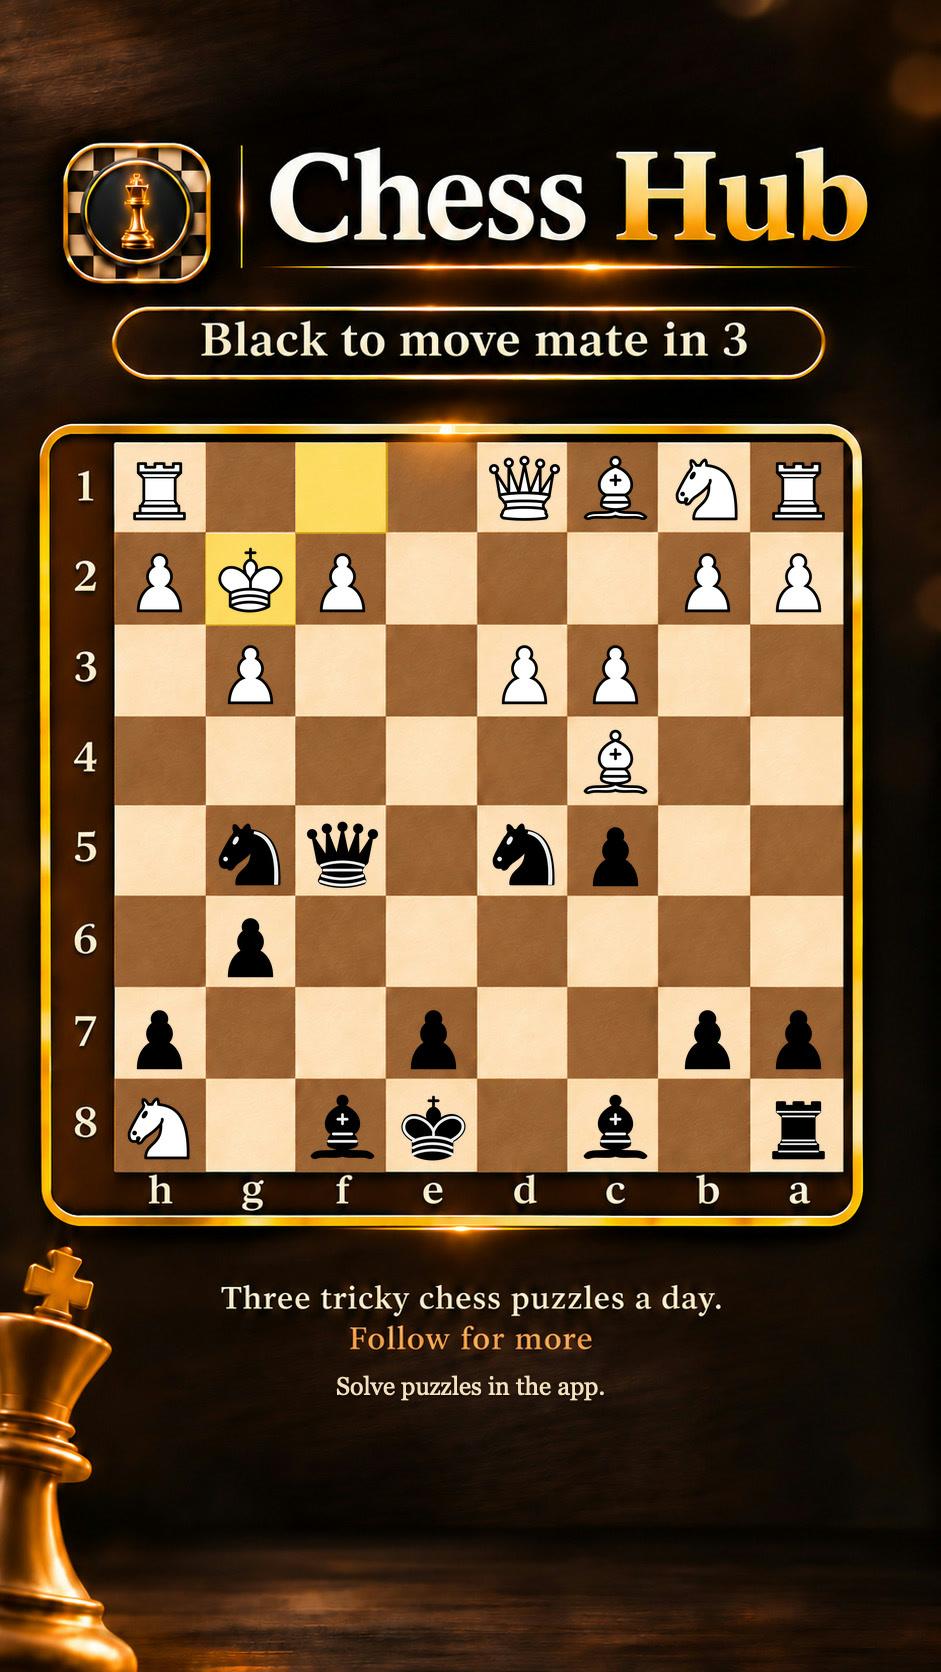 Chess Hub
Black to move mate in 3
1
2
3
4
5
6
7
8
h g f e d c b a
Three tricky chess puzzles a day.
Follow for more
Solve puzzles in the app.